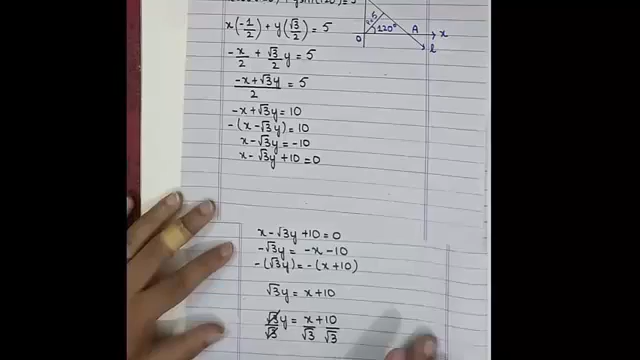 x(-1/2) + y(√3/2) = 5
-x/2 + √3/2 y = 5
-x+√3y/2 = 5
-x+√3y = 10
-(x-√3y) = 10
x-√3y = -10
x-√3y+10=0
O
120°
A
x
l
x-√3y+10=0
-√3y = -x-10
-(√3y) = -(x+10)
√3y = x+10
√3y/√3 = x/√3 + 10/√3